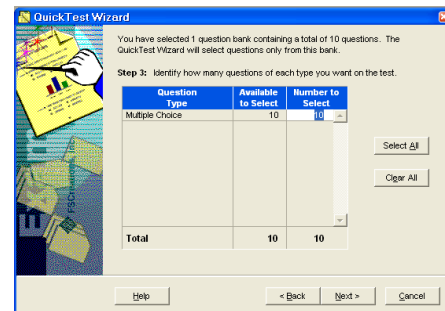 QuickTest Wizard
You have selected 1 question bank containing a total of 10 questions. The
QuickTest Wizard will select questions only from this bank.
Step 3: Identify how many questions of each type you want on the test.
Question Type Available to Select Number to Select
Multiple Choice 10 10
Select All
Clear All
Total 10 10
Help < Back Next > Cancel